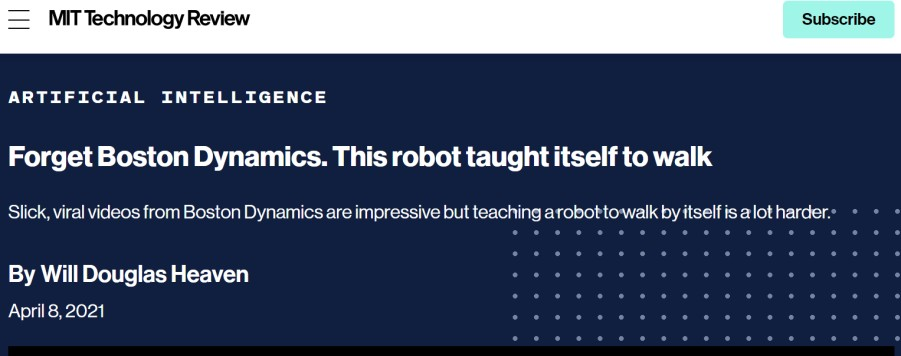 MIT Technology Review
Subscribe
ARTIFICIAL INTELLIGENCE
Forget Boston Dynamics. This robot taught itself to walk
Slick, viral videos from Boston Dynamics are impressive but teaching a robot to walk by itself is a lot harder.
By Will Douglas Heaven
April 8, 2021